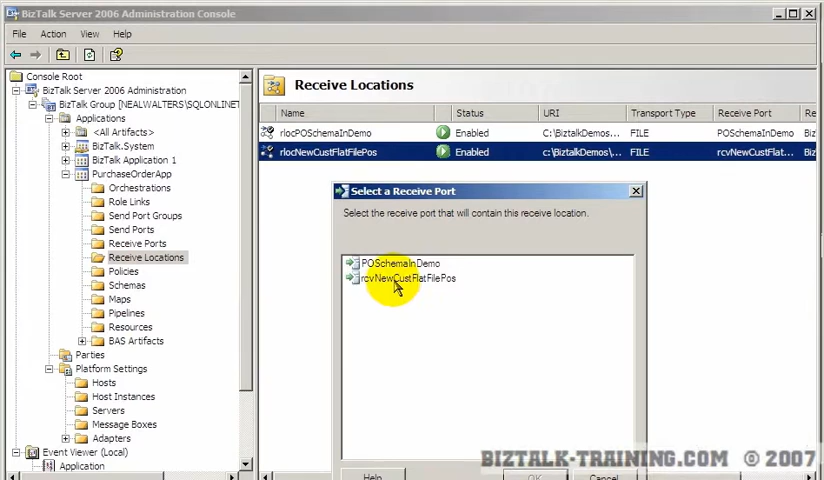 BizTalk Server 2006 Administration Console
File Action View Help
Console Root
BizTalk Server 2006 Administration
BizTalk Group [NEALWALTERS\SQLONLINET
Applications
<All Artifacts>
BizTalk.System
BizTalk Application 1
PurchaseOrderApp
Orchestrations
Role Links
Send Port Groups
Send Ports
Receive Ports
Receive Locations
Policies
Schemas
Maps
Pipelines
Resources
BAS Artifacts
Parties
Platform Settings
Hosts
Host Instances
Servers
Message Boxes
Adapters
Event Viewer (Local)
Application
Receive Locations
Name Status URI Transport Type Receive Port Re
rlocPOSchemaInDemo Enabled C:\BiztalkDemos... FILE POSchemaInDemo Biz
rlocNewCustFlatFilePos Enabled c:\BiztalkDemos\... FILE rcvNewCustFlat... Biz
Select a Receive Port
Select the receive port that will contain this receive location.
POSchemaInDemo
rcvNewCustFlatFilePos
Help OK Cancel
BIZTALK-TRAINING.COM © 2007